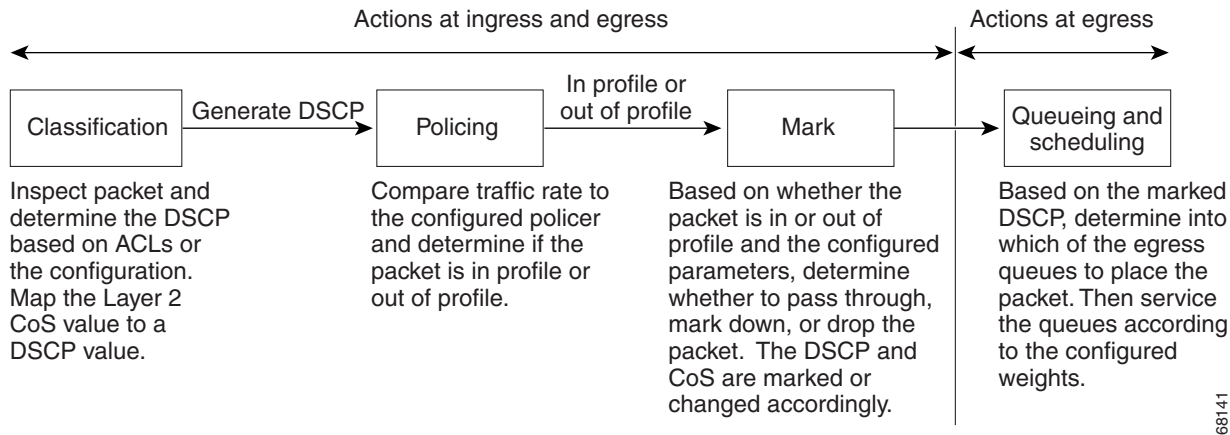 Actions at ingress and egress
Actions at egress
Classification
Generate DSCP
Policing
In profile or
out of profile
Mark
Queueing and
scheduling
Inspect packet and
determine the DSCP
based on ACLs or
the configuration.
Map the Layer 2
CoS value to a
DSCP value.
Compare traffic rate to
the configured policer
and determine if the
packet is in profile or
out of profile.
Based on whether the
packet is in or out of
profile and the configured
parameters, determine
whether to pass through,
mark down, or drop the
packet.  The DSCP and
CoS are marked or
changed accordingly.
Based on the marked
DSCP, determine into
which of the egress
queues to place the
packet. Then service
the queues according
to the configured
weights.
68141